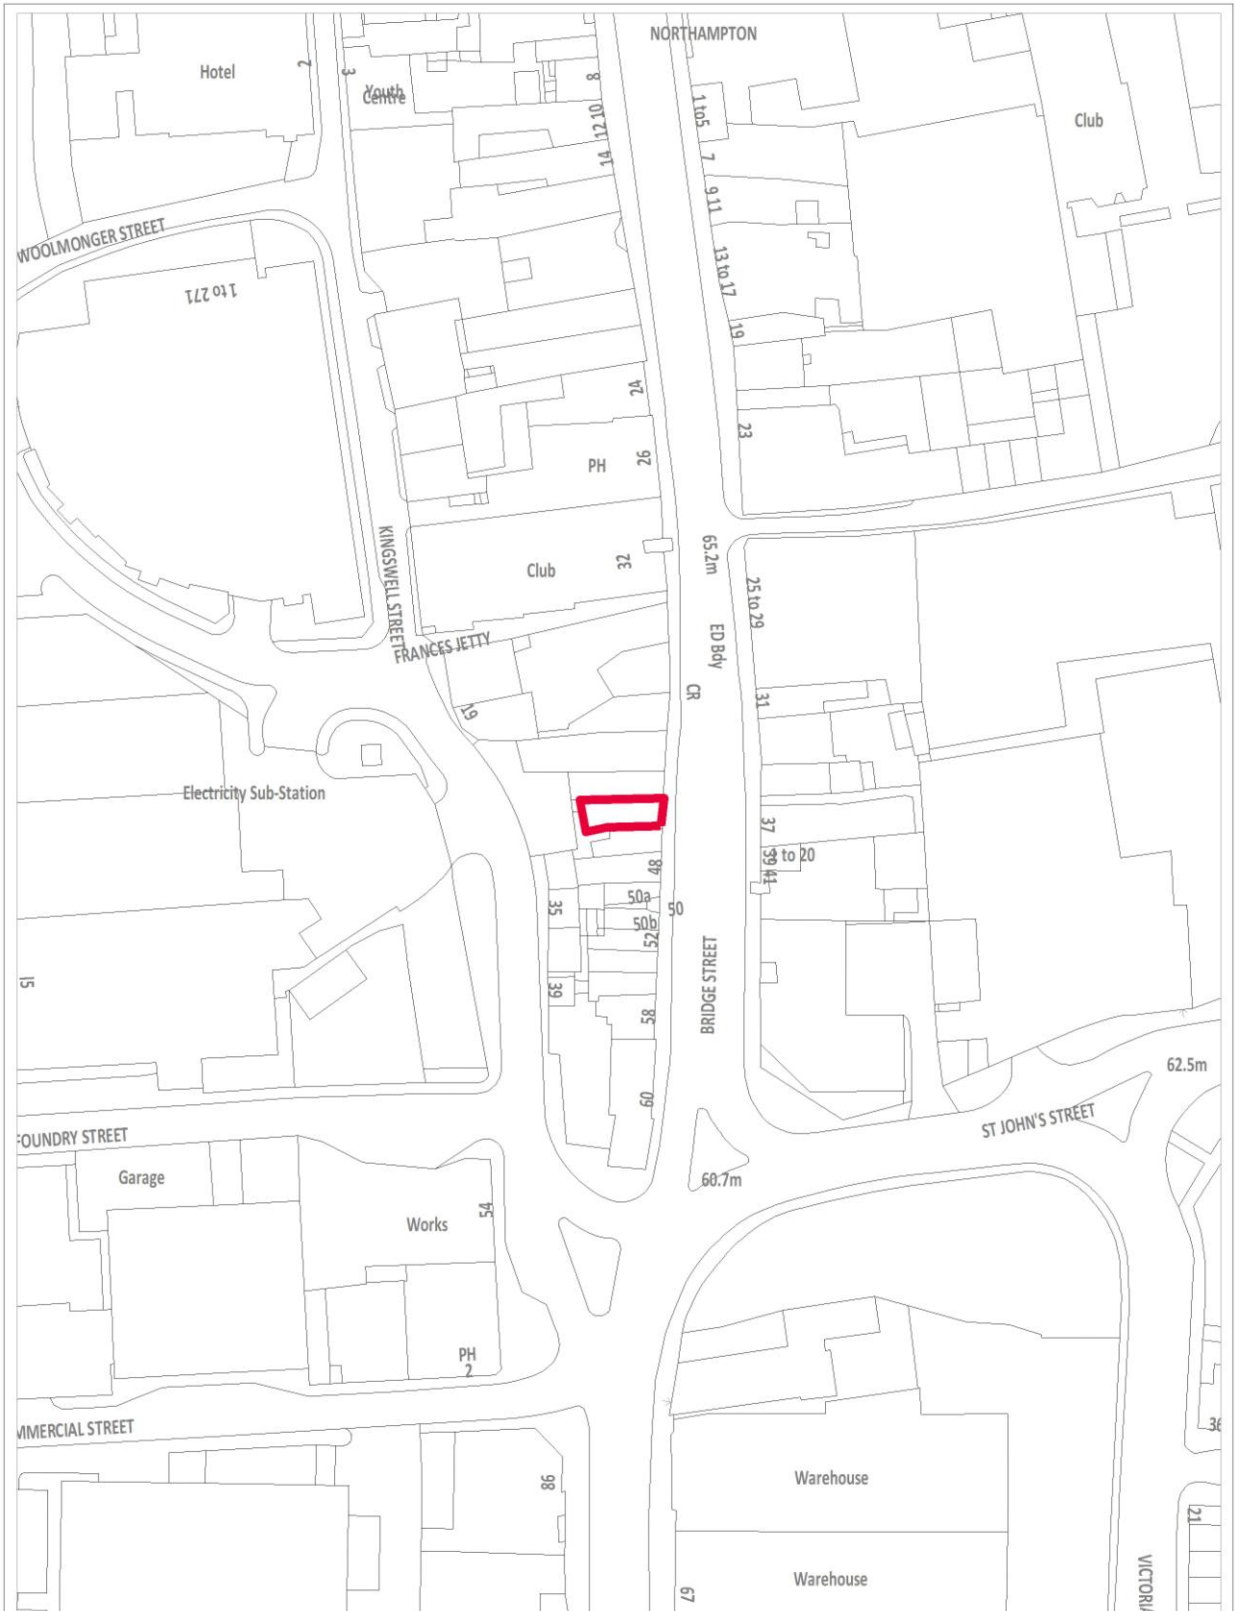 NORTHAMPTON
Hotel
2
3
Youth
Centre
8
12 10
14
1 to5
7
9 11
Club
WOOLMONGER STREET
1 to 271
13 to 17
19
24
23
PH
26
KINGSWELL STREET
65.2m
Club
32
25 to 29
ED Bdy
FRANCES JETTY
CR
31
19
Electricity Sub-Station
37
39 41
1 to 20
48
50a
50
50b
52
35
39
58
BRIDGE STREET
15
60
62.5m
ST JOHN'S STREET
FOUNDRY STREET
60.7m
Garage
54
Works
PH
2
MMERCIAL STREET
36
98
Warehouse
21
Warehouse
67
VICTORIA